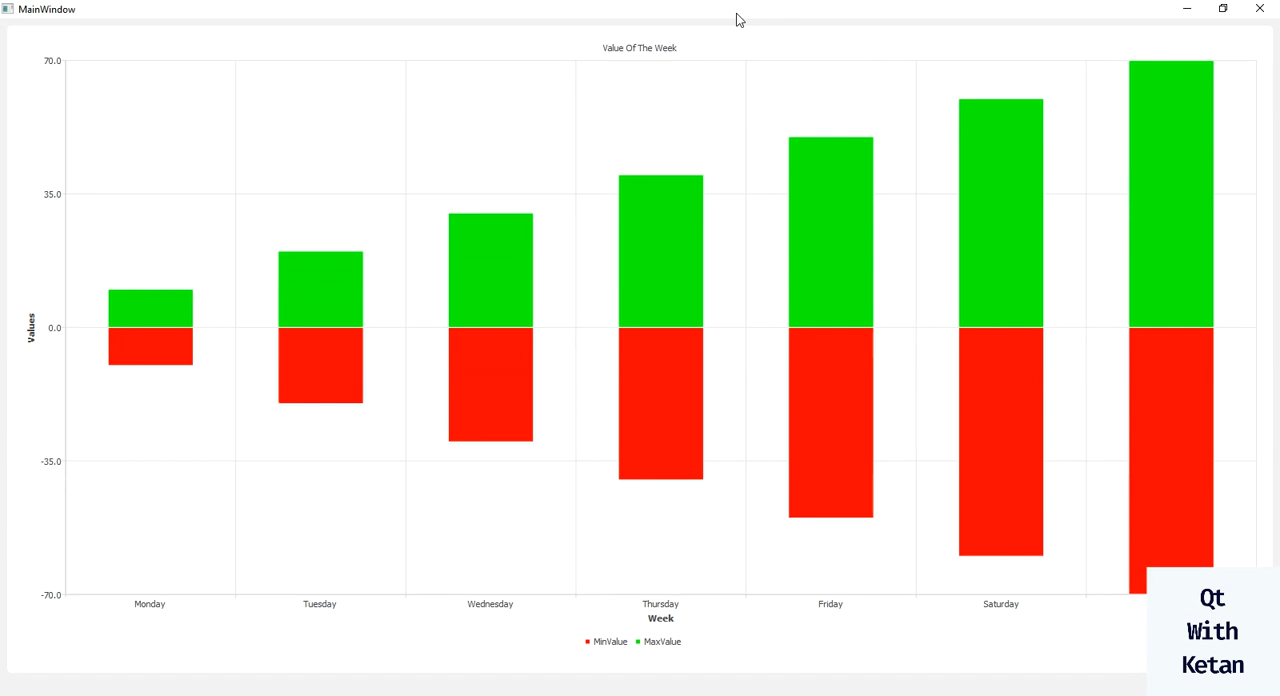 MainWindow
Value Of The Week
70.0
35.0
0.0
-35.0
-70.0
Values
Monday Tuesday Wednesday Thursday Friday Saturday
Week
MinValue MaxValue
Qt
With
Ketan